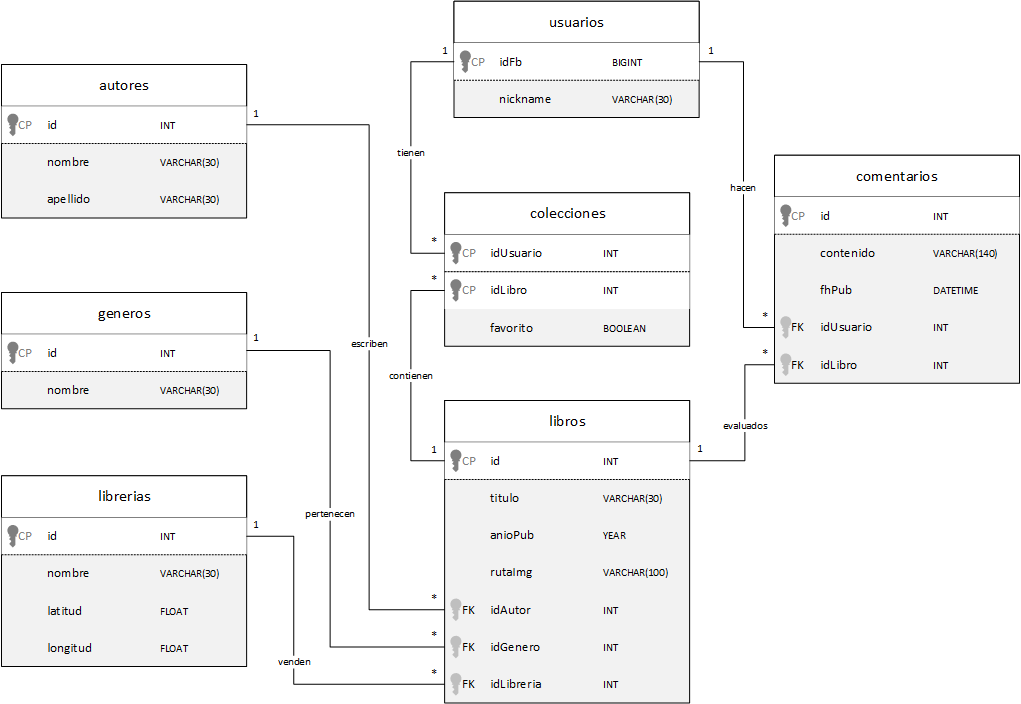 usuarios
CP idFb BIGINT
nickname VARCHAR(30)
1
1
autores
CP id INT
nombre VARCHAR(30)
apellido VARCHAR(30)
1
tienen
hacen
comentarios
CP id INT
contenido VARCHAR(140)
fhPub DATETIME
FK idUsuario INT
FK idLibro INT
*
*
colecciones
CP idUsuario INT
CP idLibro INT
favorito BOOLEAN
*
*
generos
CP id INT
nombre VARCHAR(30)
1
escriben
contienen
evaluados
libros
CP id INT
titulo VARCHAR(30)
anioPub YEAR
rutaImg VARCHAR(100)
FK idAutor INT
FK idGenero INT
FK idLibreria INT
1
1
*
*
*
librerias
CP id INT
nombre VARCHAR(30)
latitud FLOAT
longitud FLOAT
1
pertenecen
venden